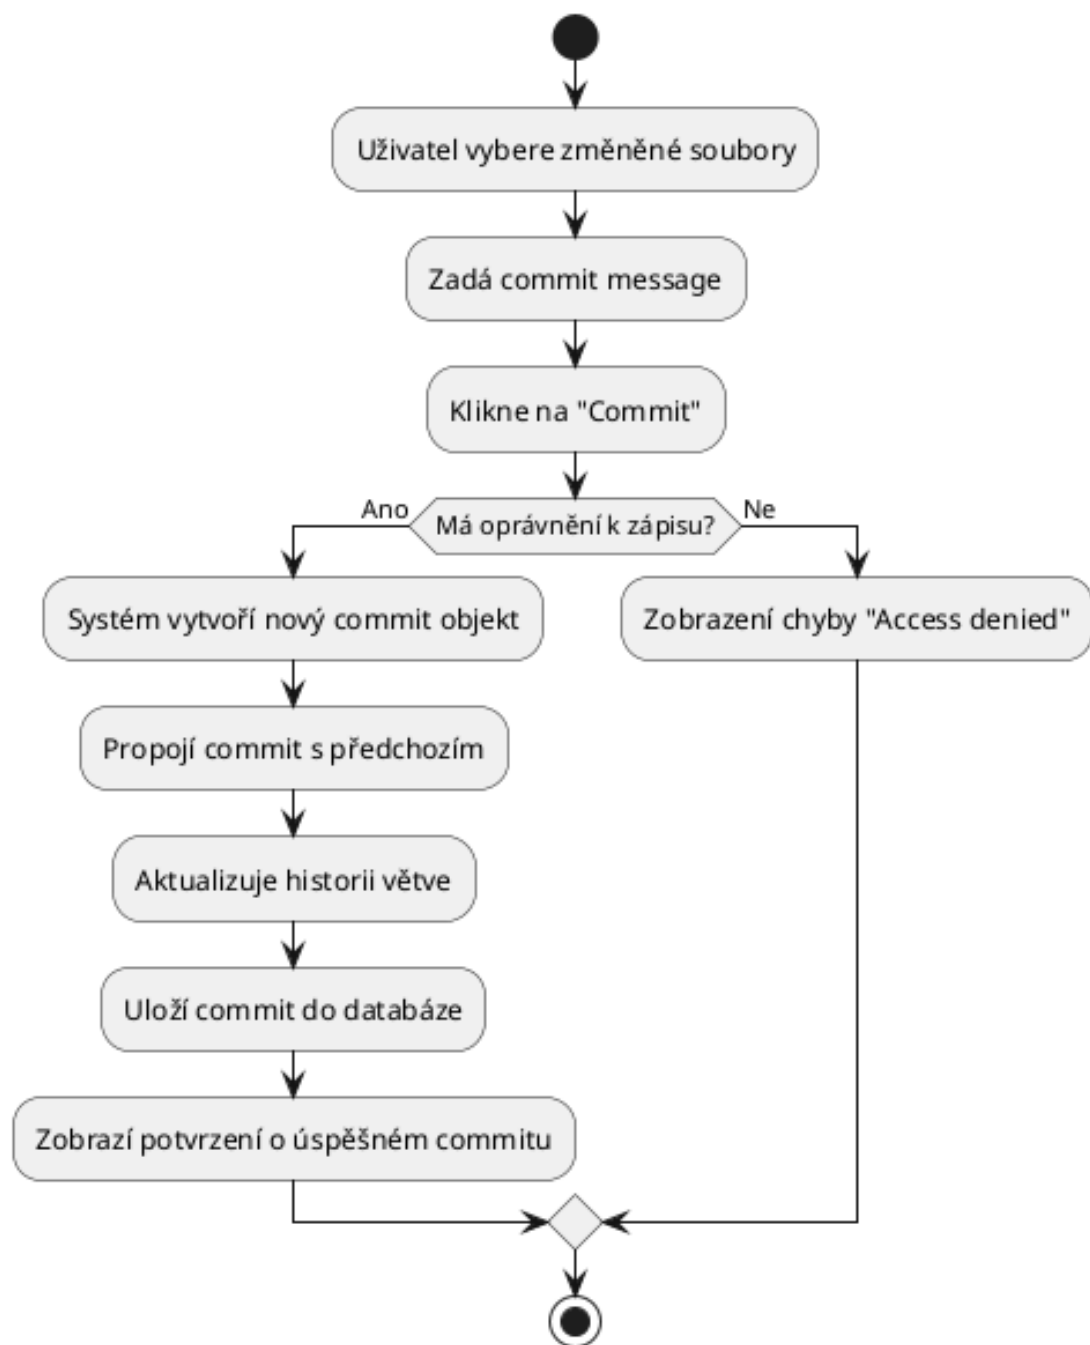 Uživatel vybere změněné soubory
Zadá commit message
Klikne na "Commit"
Ano
Má oprávnění k zápisu?
Ne
Systém vytvoří nový commit objekt
Zobrazení chyby "Access denied"
Propojí commit s předchozím
Aktualizuje historii větve
Uloží commit do databáze
Zobrazí potvrzení o úspěšném commitu